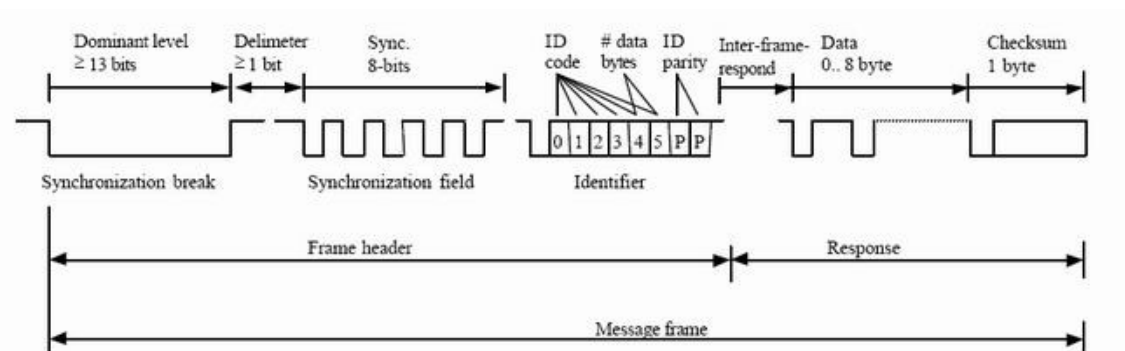 Dominant level
≥ 13 bits
Delimeter
≥ 1 bit
Sync.
8-bits
ID
code
# data
bytes
ID
parity
Inter-frame-
respond
Data
0.. 8 byte
Checksum
1 byte
0 1 2 3 4 5 P P
Synchronization break
Synchronization field
Identifier
Frame header
Response
Message frame